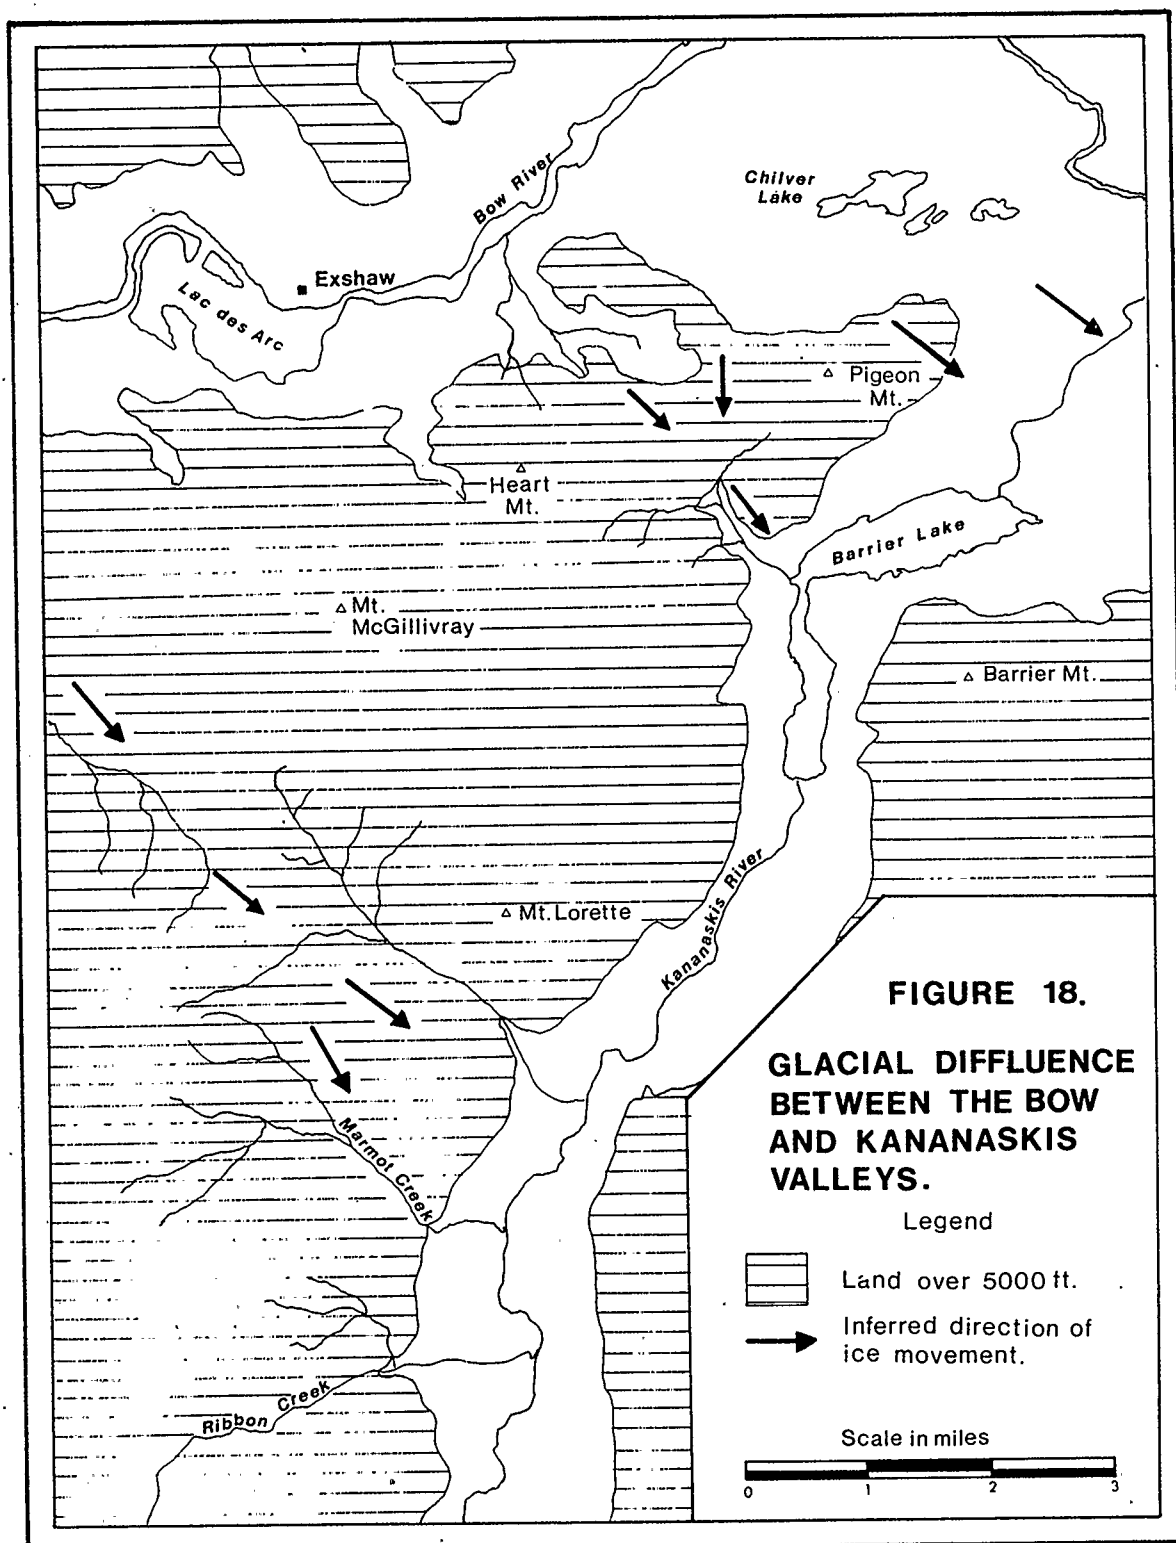 Chilver
Lake
Bow River
Exshaw
Lac des Arc
Pigeon
Mt.
Heart
Mt.
Barrier Lake
Mt.
McGillivray
Barrier Mt.
Mt. Lorette
Kananaskis River
Marmot Creek
Ribbon Creek
FIGURE 18.
GLACIAL DIFFLUENCE
BETWEEN THE BOW
AND KANANASKIS
VALLEYS.
Legend
Land over 5000 ft.
Inferred direction of
ice movement.
Scale in miles
0 1 2 3